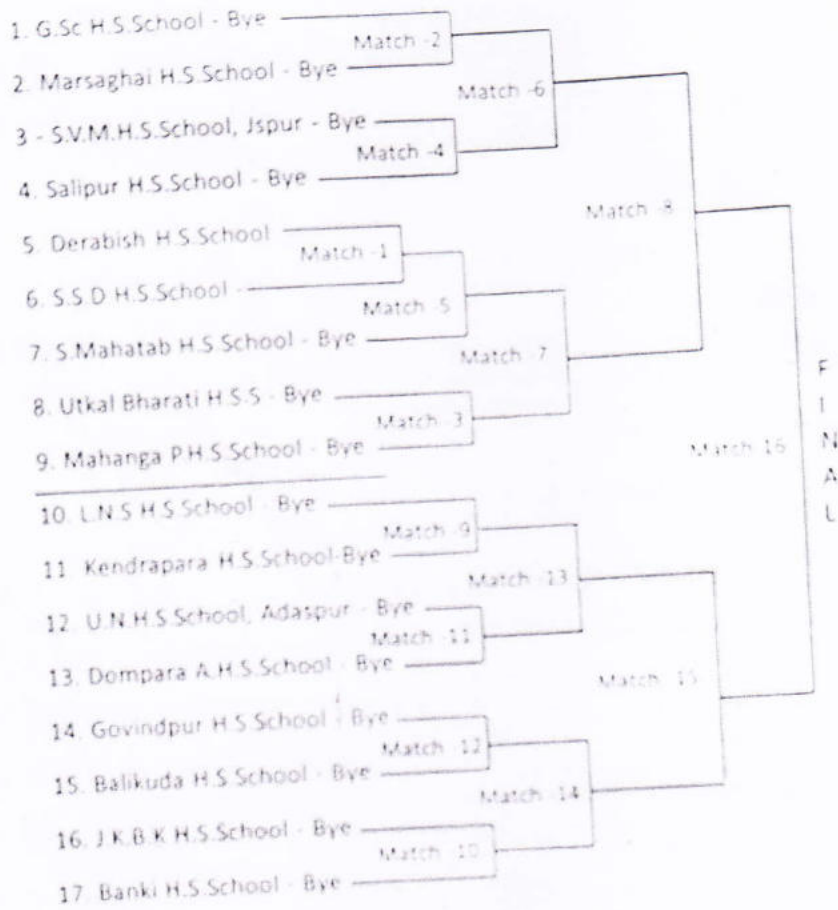 1. G.Sc H.S.School - Bye
Match -2
2. Marsaghai H.S.School - Bye
Match -6
3 - S.V.M.H.S.School, Jspur - Bye
Match -4
4. Salipur H.S.School - Bye
Match -8
5. Derabish H.S.School
Match -1
6. S.S.D H.S.School -
Match -5
7. S.Mahatab H.S.School - Bye
Match -7
8. Utkal Bharati H.S.S - Bye
Match -3
9. Mahanga P.H.S.School - Bye
Match -16
FINAL
10. L.N.S H.S.School - Bye
Match -9
11 Kendrapara H.S.School-Bye
Match -13
12. U.N.H.S.School, Adaspur - Bye
Match -11
13. Dompara A.H.S.School - Bye
Match -15
14. Govindpur H.S.School - Bye
Match -12
15. Balikuda H.S.School - Bye
Match -14
16. J.K.B.K H.S.School - Bye
Match -10
17. Banki H.S.School - Bye